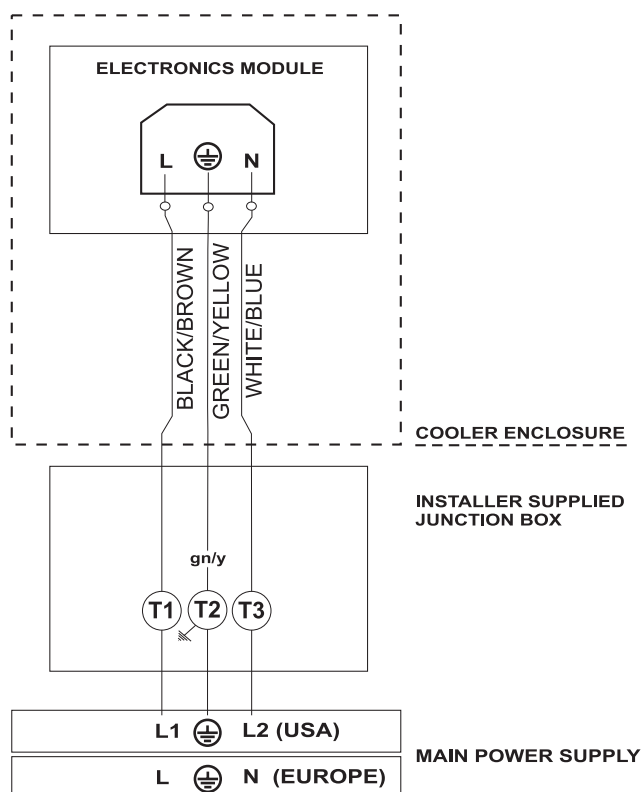 ELECTRONICS MODULE
L N
BLACK/BROWN
GREEN/YELLOW
WHITE/BLUE
COOLER ENCLOSURE
INSTALLER SUPPLIED
JUNCTION BOX
gn/y
T1 T2 T3
L1 L2 (USA)
MAIN POWER SUPPLY
L N (EUROPE)